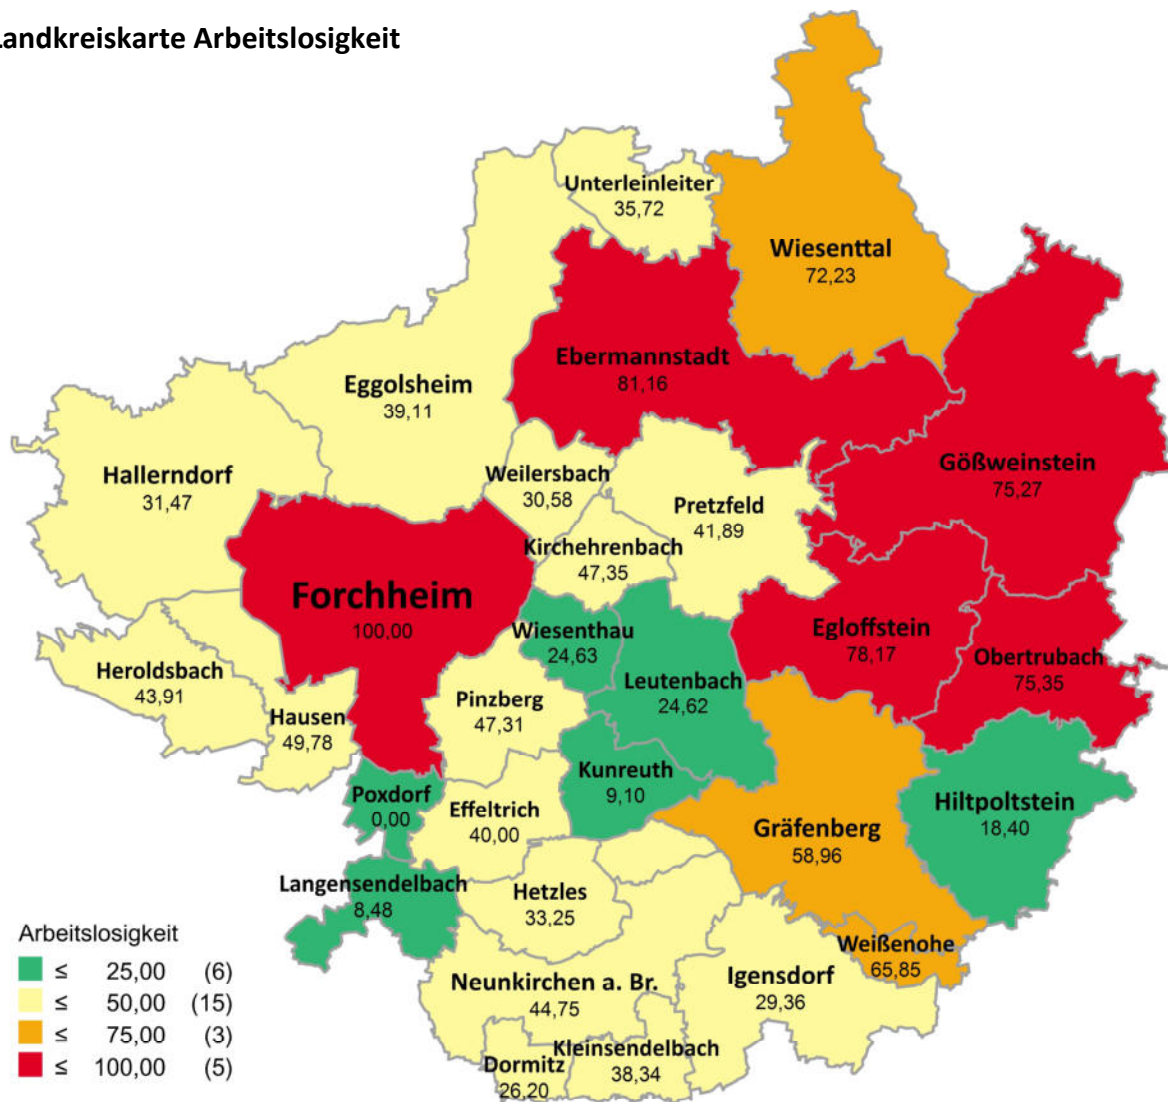 Landkreiskarte Arbeitslosigkeit
Unterleinleiter
35,72
Wiesenttal
72,23
Ebermannstadt
81,16
Eggolsheim
39,11
Gößweinstein
75,27
Hallerndorf
31,47
Weilersbach
30,58
Pretzfeld
41,89
Kirchehrenbach
47,35
Forchheim
100,00
Wiesenthau
24,63
Egloffstein
78,17
Obertrubach
75,35
Heroldsbach
43,91
Leutenbach
24,62
Pinzberg
47,31
Hausen
49,78
Kunreuth
9,10
Poxdorf
0,00
Effeltrich
40,00
Hiltpoltstein
18,40
Gräfenberg
58,96
Langensendelbach
8,48
Hetzles
33,25
Weißenohe
65,85
Neunkirchen a. Br.
44,75
Igensdorf
29,36
Kleinsendelbach
38,34
Dormitz
26,20
Arbeitslosigkeit
≤ 25,00 (6)
≤ 50,00 (15)
≤ 75,00 (3)
≤ 100,00 (5)